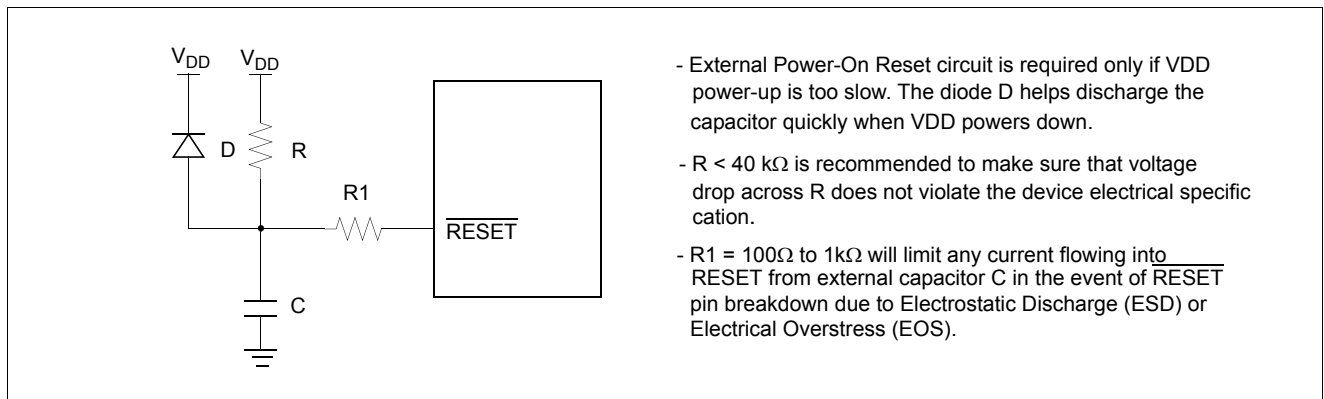 VDD VDD
D
R
R1
RESET
C
- External Power-On Reset circuit is required only if VDD
power-up is too slow. The diode D helps discharge the
capacitor quickly when VDD powers down.
- R < 40 kΩ is recommended to make sure that voltage
drop across R does not violate the device electrical specific
cation.
- R1 = 100Ω to 1kΩ will limit any current flowing into
RESET from external capacitor C in the event of RESET
pin breakdown due to Electrostatic Discharge (ESD) or
Electrical Overstress (EOS).